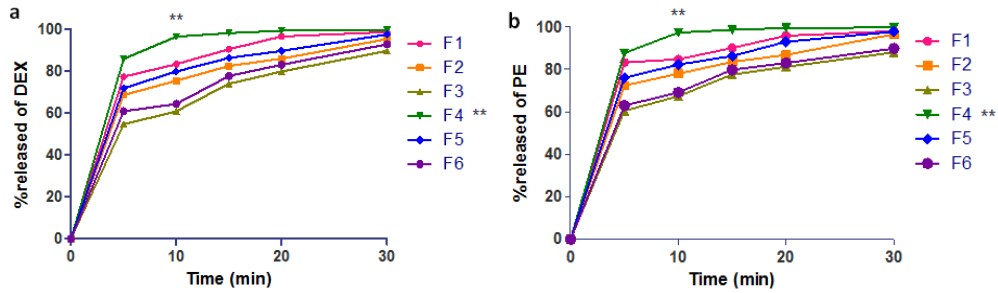 a
**
%released of DEX
100
80
60
40
20
0
0
10
20
30
Time (min)
F1
F2
F3
F4 **
F5
F6
b
**
%released of PE
100
80
60
40
20
0
0
10
20
30
Time (min)
F1
F2
F3
F4 **
F5
F6